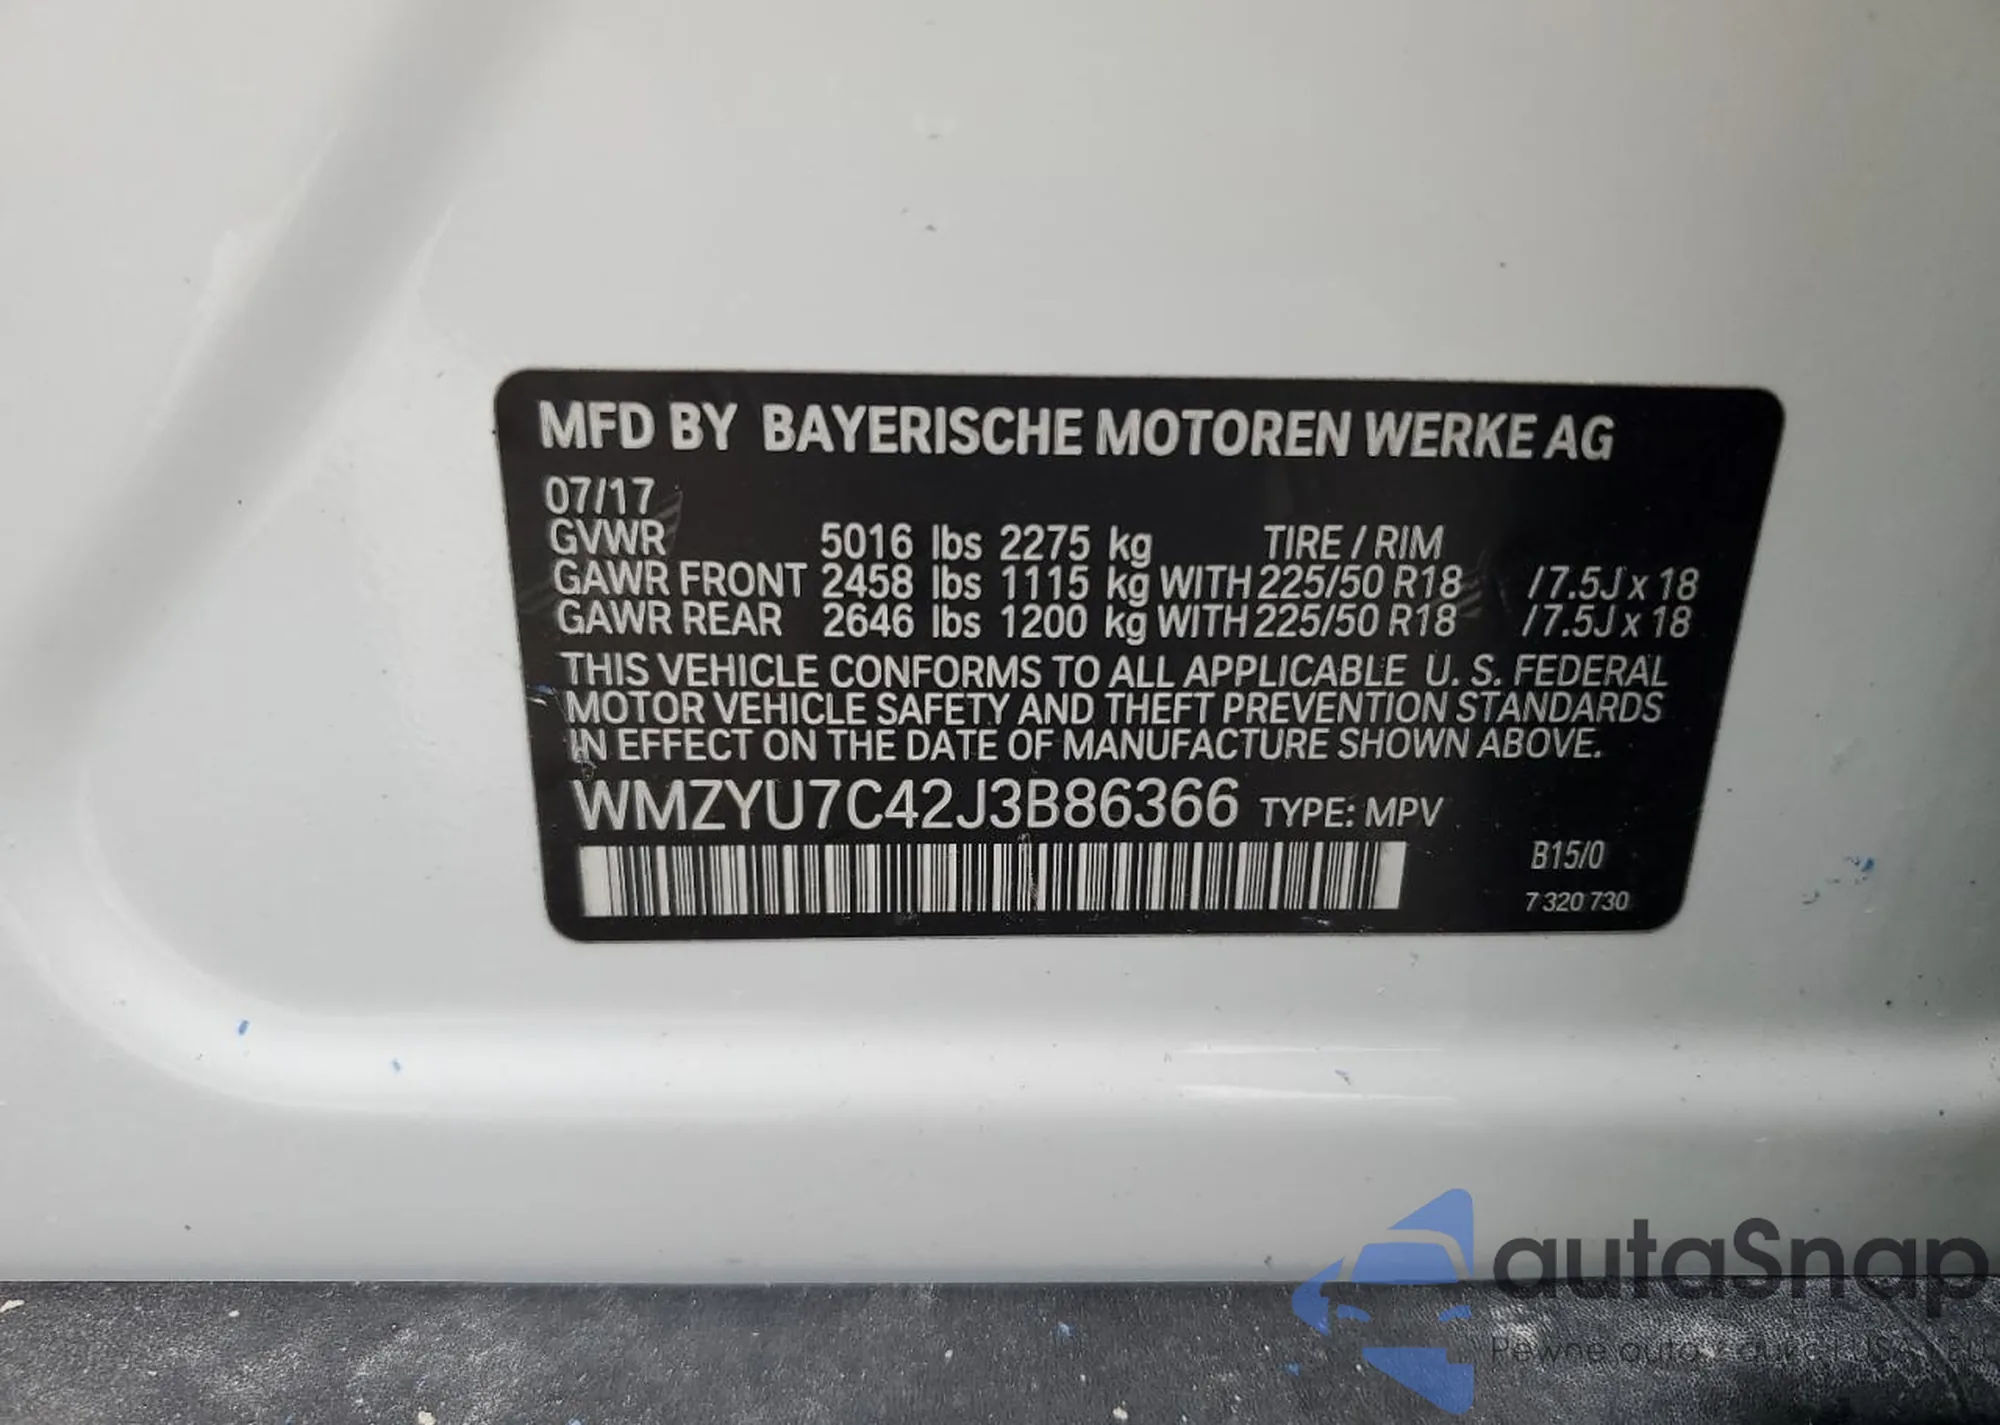 MFD BY BAYERISCHE MOTOREN WERKE AG
07/17
GVWR 5016 lbs 2275 kg TIRE / RIM
GAWR FRONT 2458 lbs 1115 kg WITH 225/50 R18 /7.5J x 18
GAWR REAR 2646 lbs 1200 kg WITH 225/50 R18 /7.5J x 18
THIS VEHICLE CONFORMS TO ALL APPLICABLE U. S. FEDERAL
MOTOR VEHICLE SAFETY AND THEFT PREVENTION STANDARDS
IN EFFECT ON THE DATE OF MANUFACTURE SHOWN ABOVE.
WMZYU7C42J3B86366 TYPE: MPV
B15/0
7 320 730
autaSnap
Pewne auta z